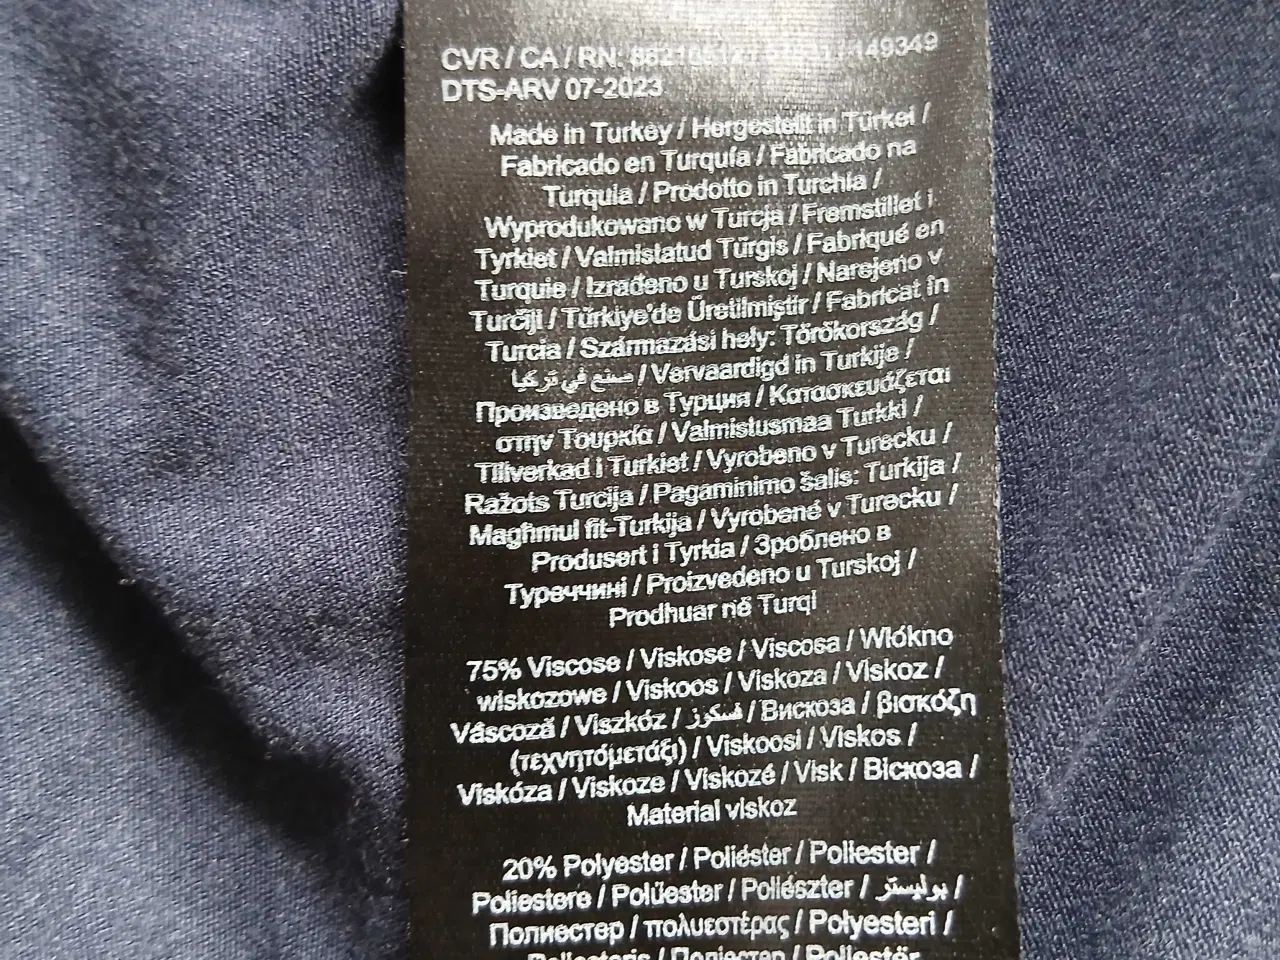 CVR / CA / RN: / 149349
DTS-ARV 07-2023
Made in Turkey / Hergestellt in Türkei /
Fabricado en Turquía / Fabricado na
Turquia / Prodotto in Turchia /
Wyprodukowano w Turcja / Fremstillet i
Tyrkiet / Valmistatud Türgis / Fabriqué en
Turquie / Izrađeno u Turskoj / Narejeno v
Turčiji / Türkiye'de Üretilmiştir / Fabricat în
Turcia / Származási hely: Törökország /
صنع في تركيا / Vervaardigd in Turkije /
Произведено в Турция / Κατασκευάζεται
στην Τουρκία / Valmistusmaa Turkki /
Tillverkad i Turkiet / Vyrobeno v Turecku /
Ražots Turcija / Pagaminimo šalis: Turkija /
Magħmul fit-Turkija / Vyrobené v Turecku /
Produsert i Tyrkia / Зроблено в
Туреччині / Proizvedeno u Turskoj /
Prodhuar në Turqi
75% Viscose / Viskose / Viscosa / Włókno
wiskozowe / Viskoos / Viskoza / Viskoz /
Vâscoză / Viszkóz / فسكوز / Вискоза / βισκόζη
(τεχνητόμετάξι) / Viskoosi / Viskos /
Viskóza / Viskoze / Viskozé / Visk / Віскоза /
Material viskoz
20% Polyester / Poliéster / Poliester /
Poliestere / Polüester / Poliészter / بوليستر /
Полиестер / πολυεστέρας / Polyesteri /
Poliesteris / Поліестер / Poliestër